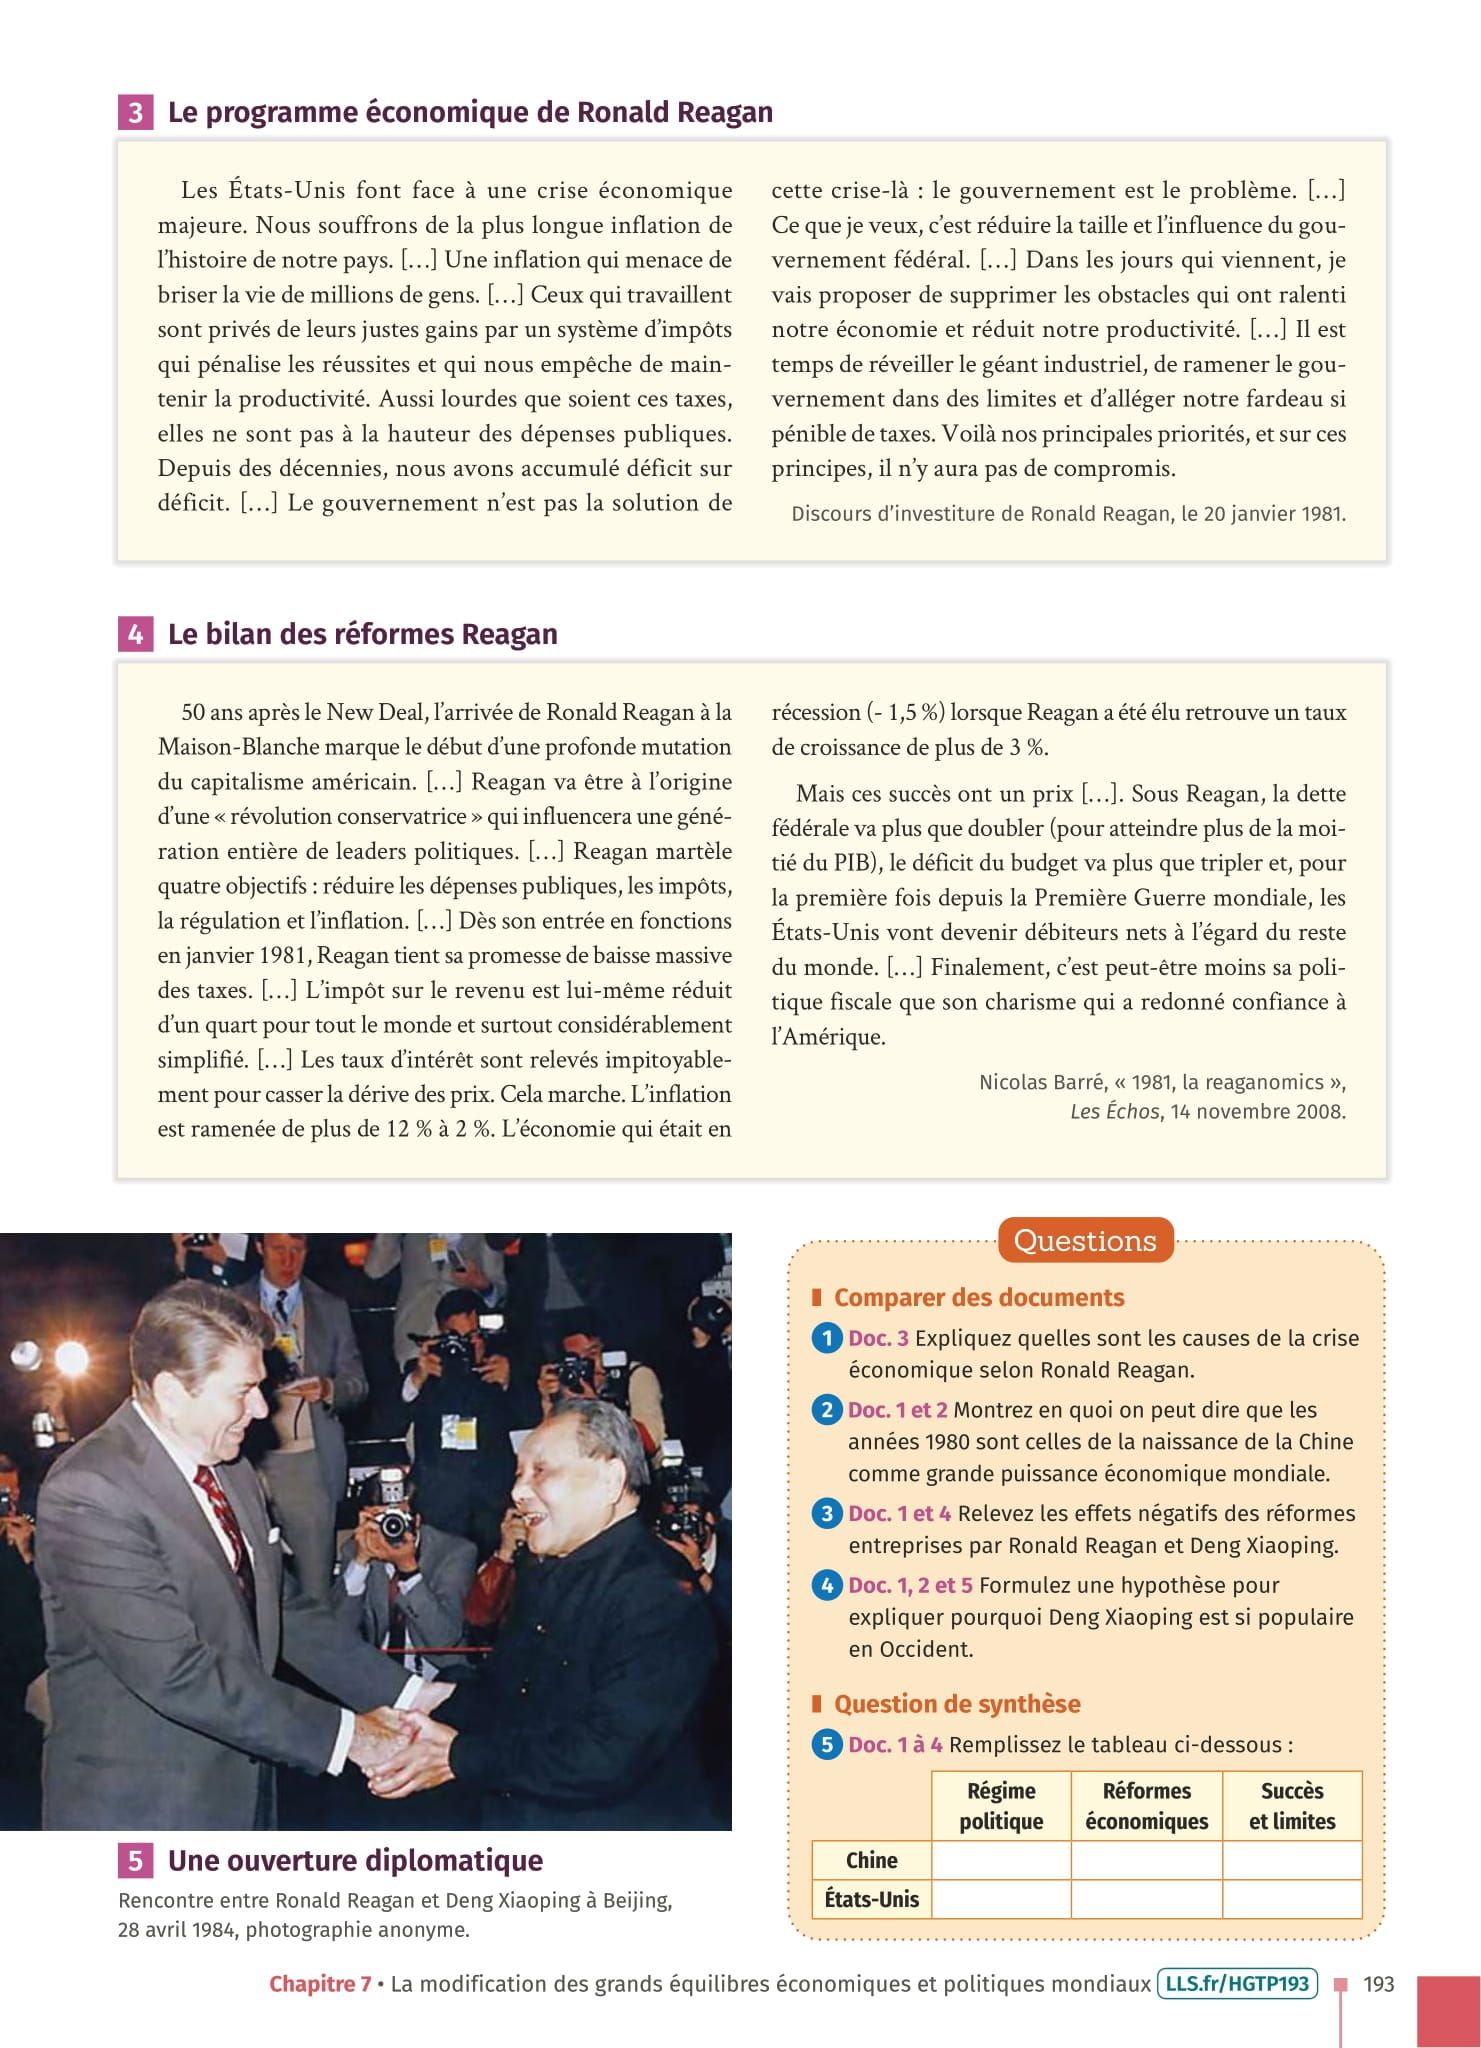 3 Le programme économique de Ronald Reagan
Les États-Unis font face à une crise économique
majeure. Nous souffrons de la plus longue inflation de
l'histoire de notre pays. […] Une inflation qui menace de
briser la vie de millions de gens. […] Ceux qui travaillent
sont privés de leurs justes gains par un système d'impôts
qui pénalise les réussites et qui nous empêche de main-
tenir la productivité. Aussi lourdes que soient ces taxes,
elles ne sont pas à la hauteur des dépenses publiques.
Depuis des décennies, nous avons accumulé déficit sur
déficit. […] Le gouvernement n'est pas la solution de
cette crise-là : le gouvernement est le problème. […]
Ce que je veux, c'est réduire la taille et l'influence du gou-
vernement fédéral. […] Dans les jours qui viennent, je
vais proposer de supprimer les obstacles qui ont ralenti
notre économie et réduit notre productivité. […] Il est
temps de réveiller le géant industriel, de ramener le gou-
vernement dans des limites et d'alléger notre fardeau si
pénible de taxes. Voilà nos principales priorités, et sur ces
principes, il n'y aura pas de compromis.
Discours d'investiture de Ronald Reagan, le 20 janvier 1981.
4 Le bilan des réformes Reagan
50 ans après le New Deal, l'arrivée de Ronald Reagan à la
Maison-Blanche marque le début d'une profonde mutation
du capitalisme américain. […] Reagan va être à l'origine
d'une « révolution conservatrice » qui influencera une géné-
ration entière de leaders politiques. […] Reagan martèle
quatre objectifs : réduire les dépenses publiques, les impôts,
la régulation et l'inflation. […] Dès son entrée en fonctions
en janvier 1981, Reagan tient sa promesse de baisse massive
des taxes. […] L'impôt sur le revenu est lui-même réduit
d'un quart pour tout le monde et surtout considérablement
simplifié. […] Les taux d'intérêt sont relevés impitoyable-
ment pour casser la dérive des prix. Cela marche. L'inflation
est ramenée de plus de 12 % à 2 %. L'économie qui était en
récession (- 1,5 %) lorsque Reagan a été élu retrouve un taux
de croissance de plus de 3 %.
Mais ces succès ont un prix […]. Sous Reagan, la dette
fédérale va plus que doubler (pour atteindre plus de la moi-
tié du PIB), le déficit du budget va plus que tripler et, pour
la première fois depuis la Première Guerre mondiale, les
États-Unis vont devenir débiteurs nets à l'égard du reste
du monde. […] Finalement, c'est peut-être moins sa poli-
tique fiscale que son charisme qui a redonné confiance à
l'Amérique.
Nicolas Barré, « 1981, la reaganomics »,
Les Échos, 14 novembre 2008.
5 Une ouverture diplomatique
Rencontre entre Ronald Reagan et Deng Xiaoping à Beijing,
28 avril 1984, photographie anonyme.
Questions
Comparer des documents
1 Doc. 3 Expliquez quelles sont les causes de la crise
économique selon Ronald Reagan.
2 Doc. 1 et 2 Montrez en quoi on peut dire que les
années 1980 sont celles de la naissance de la Chine
comme grande puissance économique mondiale.
3 Doc. 1 et 4 Relevez les effets négatifs des réformes
entreprises par Ronald Reagan et Deng Xiaoping.
4 Doc. 1, 2 et 5 Formulez une hypothèse pour
expliquer pourquoi Deng Xiaoping est si populaire
en Occident.
Question de synthèse
5 Doc. 1 à 4 Remplissez le tableau ci-dessous :
Régime
politique
Réformes
économiques
Succès
et limites
Chine
États-Unis
Chapitre 7 • La modification des grands équilibres économiques et politiques mondiaux LLS.fr/HGTP193 193